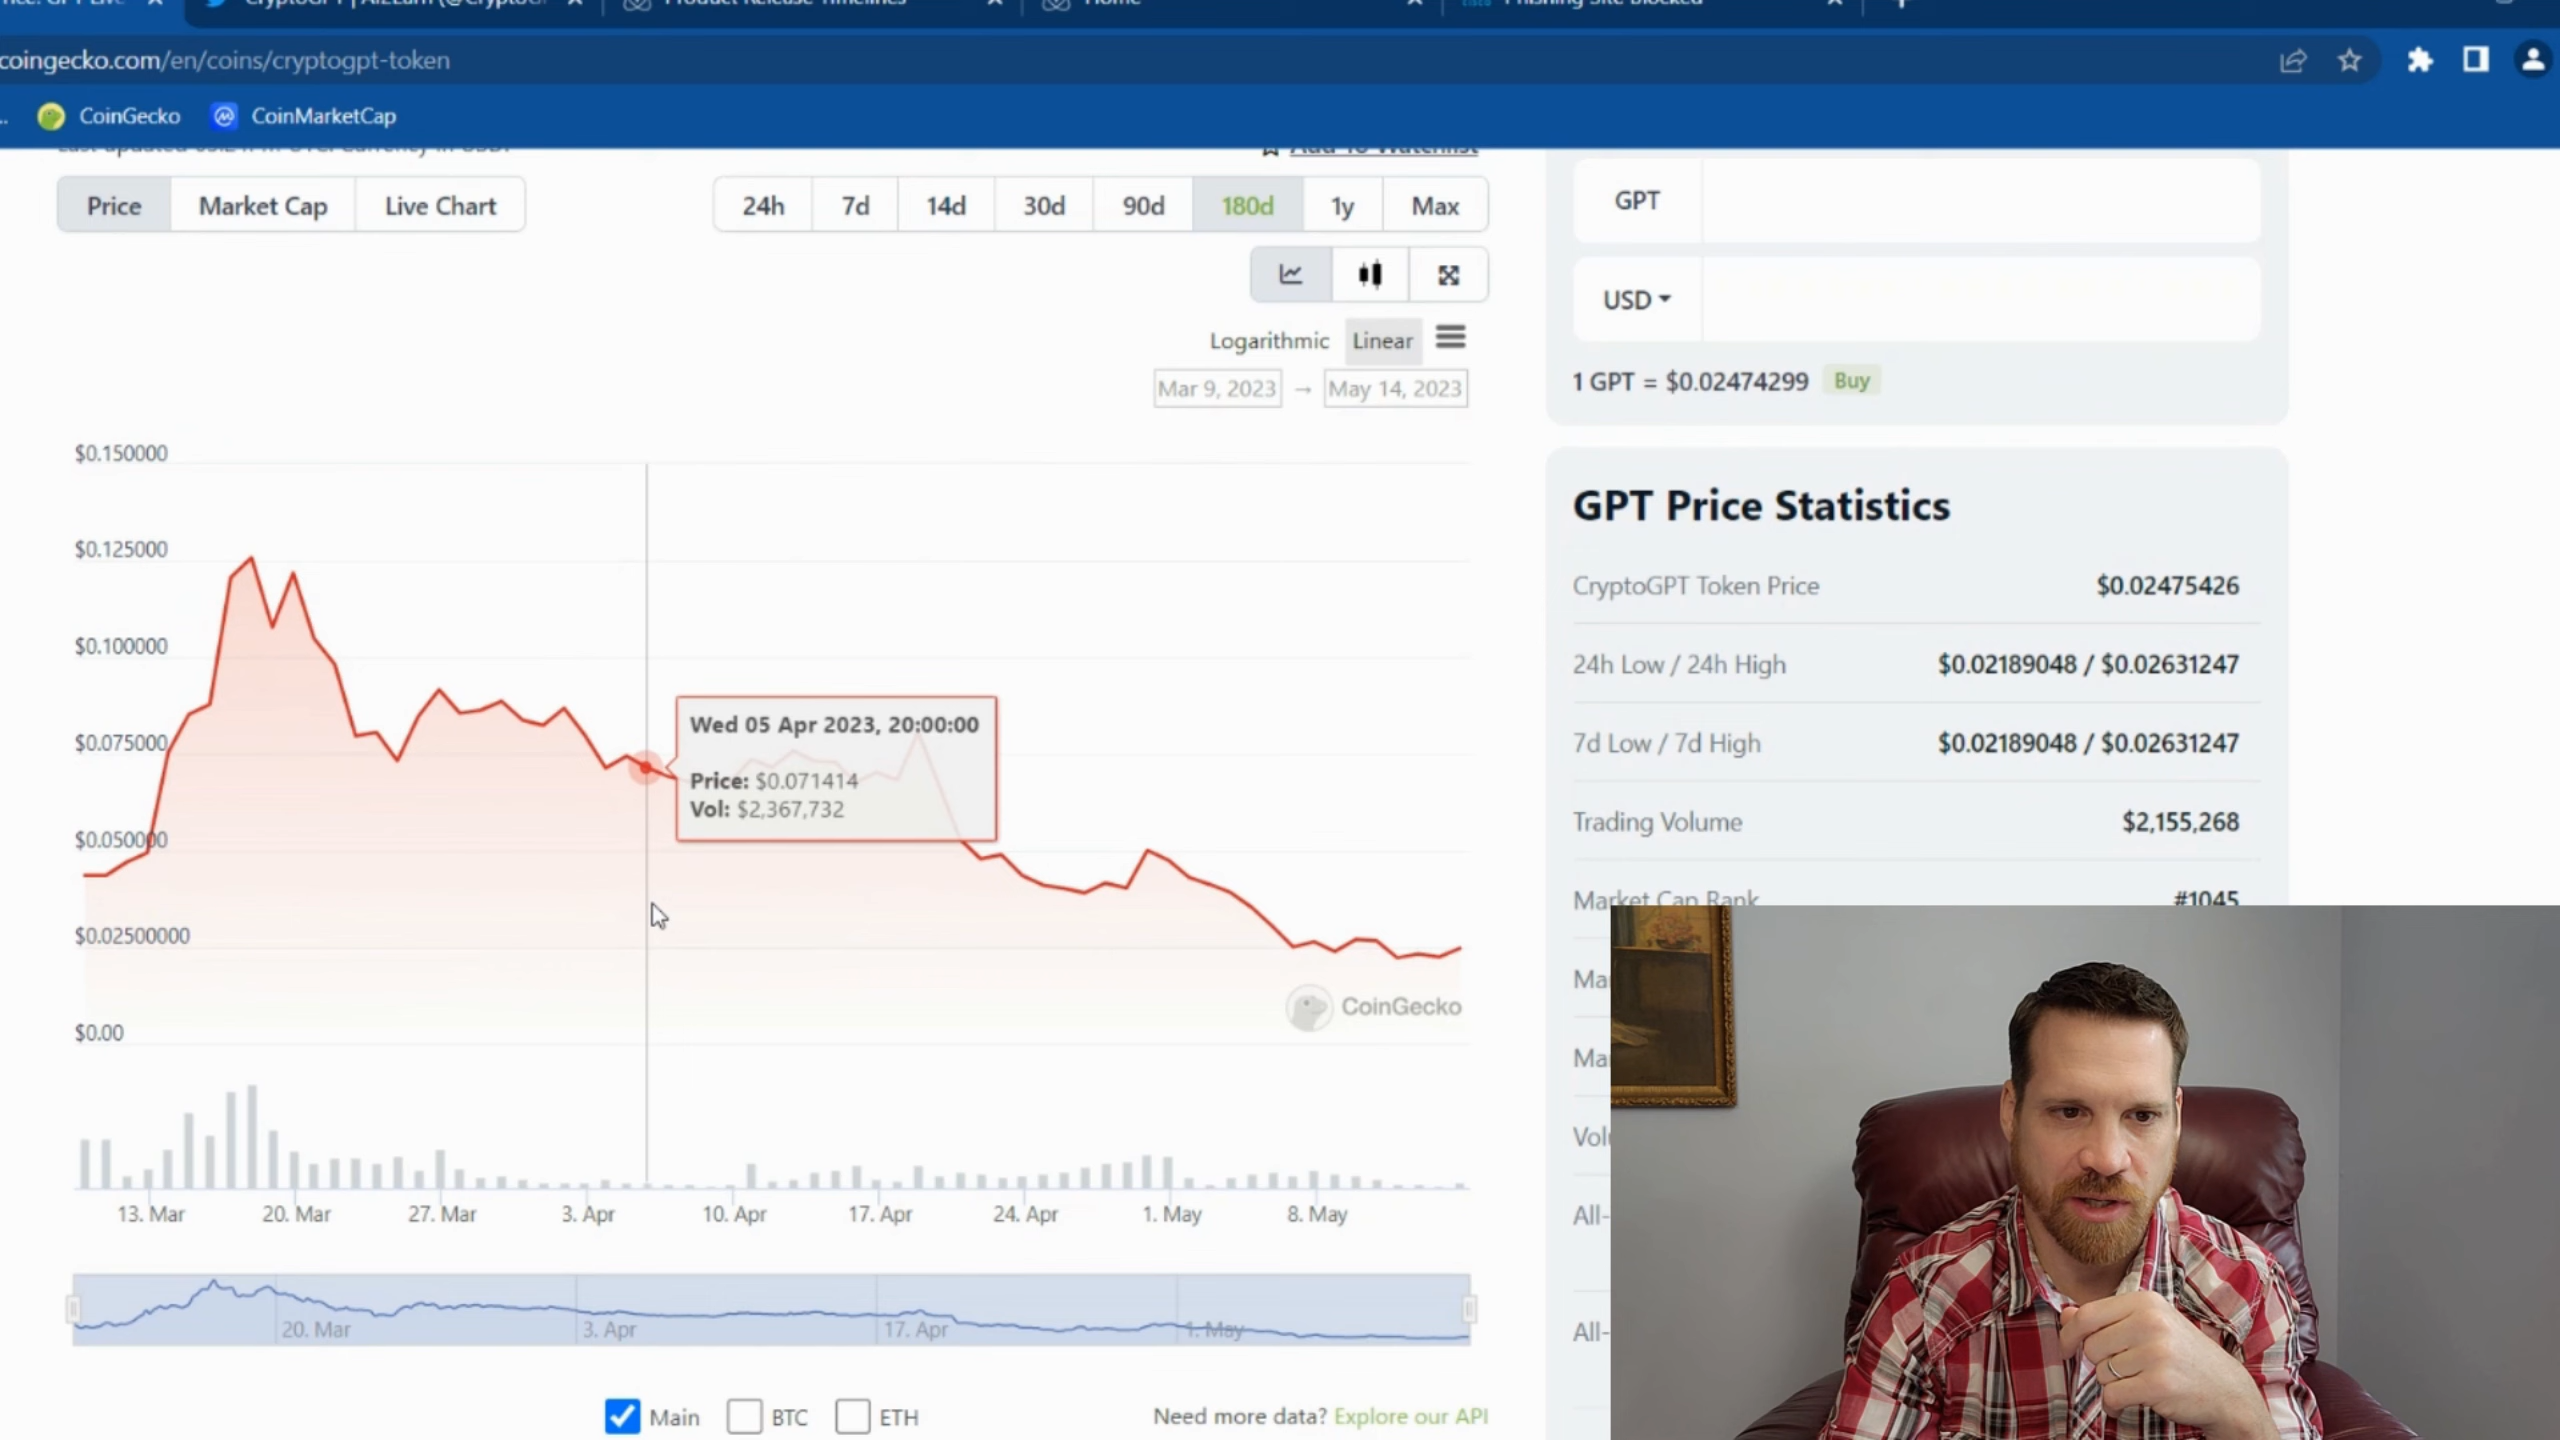 coingecko.com/en/coins/cryptogpt-token
CoinGecko
CoinMarketCap
Add To Watchlist
Price
Market Cap
Live Chart
24h
7d
14d
30d
90d
180d
1y
Max
Logarithmic
Linear
Mar 9, 2023 → May 14, 2023
$0.150000
$0.125000
$0.100000
$0.075000
$0.050000
$0.02500000
$0.00
Wed 05 Apr 2023, 20:00:00
Price: $0.071414
Vol: $2,367,732
CoinGecko
13. Mar
20. Mar
27. Mar
3. Apr
10. Apr
17. Apr
24. Apr
1. May
8. May
20. Mar
3. Apr
17. Apr
1. May
Main
BTC
ETH
Need more data? Explore our API
GPT
USD
1 GPT = $0.02474299
Buy
GPT Price Statistics
CryptoGPT Token Price
$0.02475426
24h Low / 24h High
$0.02189048 / $0.02631247
7d Low / 7d High
$0.02189048 / $0.02631247
Trading Volume
$2,155,268
Market Cap Rank
#1045
All-
All-